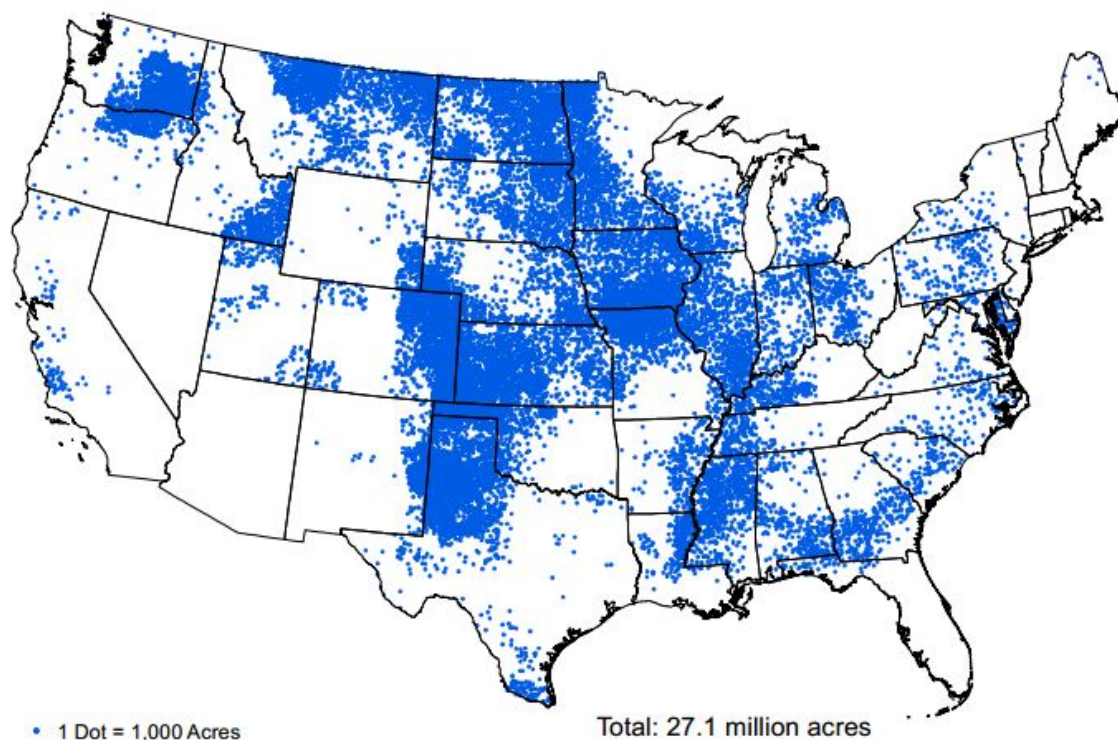 1 Dot = 1,000 Acres
Total: 27.1 million acres